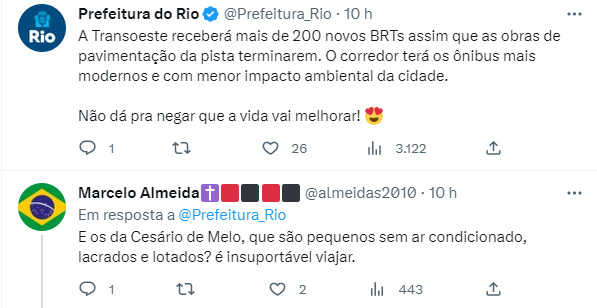 Prefeitura do Rio @Prefeitura_Rio · 10 h
A Transoeste receberá mais de 200 novos BRTs assim que as obras de
pavimentação da pista terminarem. O corredor terá os ônibus mais
modernos e com menor impacto ambiental da cidade.
Não dá pra negar que a vida vai melhorar! 😍
1 26 3.122
Rio
Marcelo Almeida✝️🟥⬛🟥⬛ @almeidas2010 · 10 h
Em resposta a @Prefeitura_Rio
E os da Cesário de Melo, que são pequenos sem ar condicionado,
lacrados e lotados? é insuportável viajar.
1 2 443